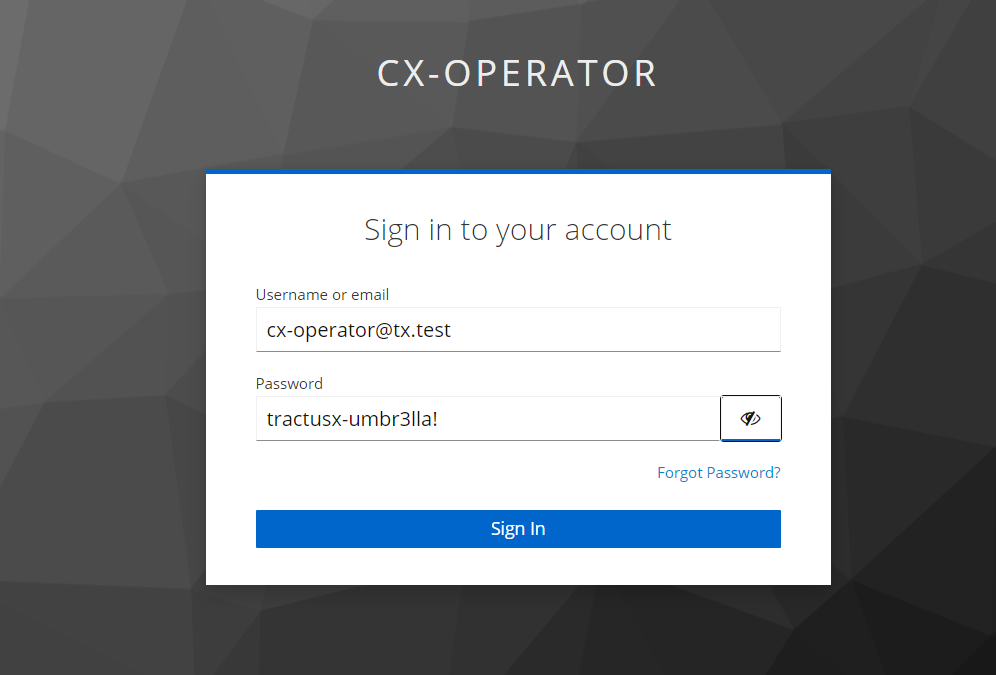 CX-OPERATOR
Sign in to your account
Username or email
cx-operator@tx.test
Password
tractusx-umbr3lla!
Forgot Password?
Sign In